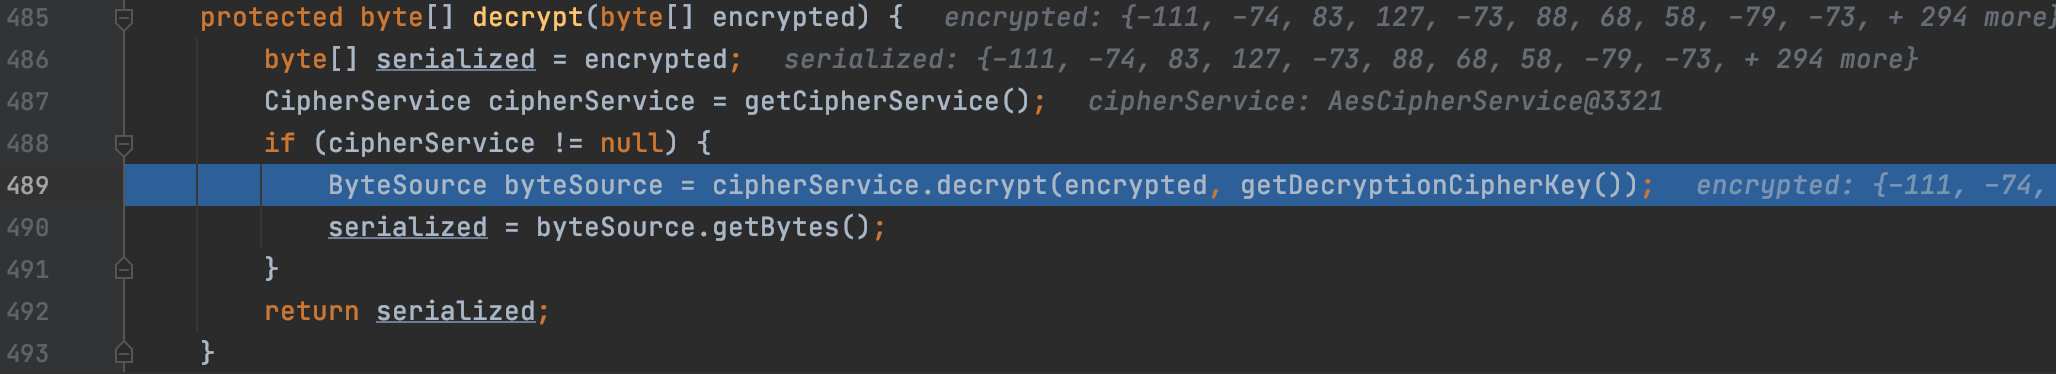 485 protected byte[] decrypt(byte[] encrypted) { encrypted: {-111, -74, 83, 127, -73, 88, 68, 58, -79, -73, + 294 more}
486 byte[] serialized = encrypted; serialized: {-111, -74, 83, 127, -73, 88, 68, 58, -79, -73, + 294 more}
487 CipherService cipherService = getCipherService(); cipherService: AesCipherService@3321
488 if (cipherService != null) {
489 ByteSource byteSource = cipherService.decrypt(encrypted, getDecryptionCipherKey()); encrypted: {-111, -74,
490 serialized = byteSource.getBytes();
491 }
492 return serialized;
493 }